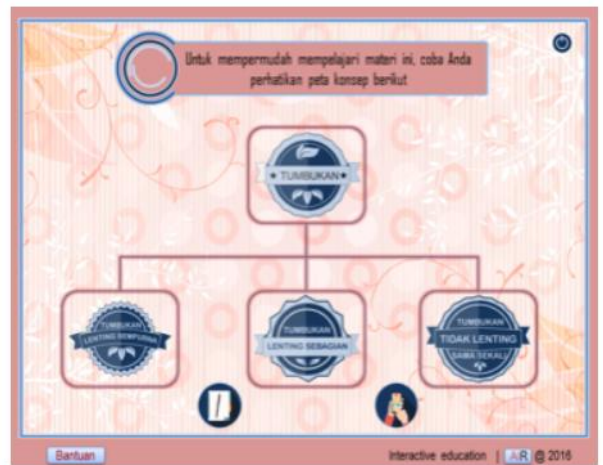 Untuk mempermudah mempelajari materi ini, coba Anda
perhatikan peta konsep berikut
TUMBUKAN
TUMBUKAN
LENTING SEMPURNA
TUMBUKAN
LENTING SEBAGIAN
TUMBUKAN
TIDAK LENTING
SAMA SEKALI
Bantuan
Interactive education | AiR @ 2016